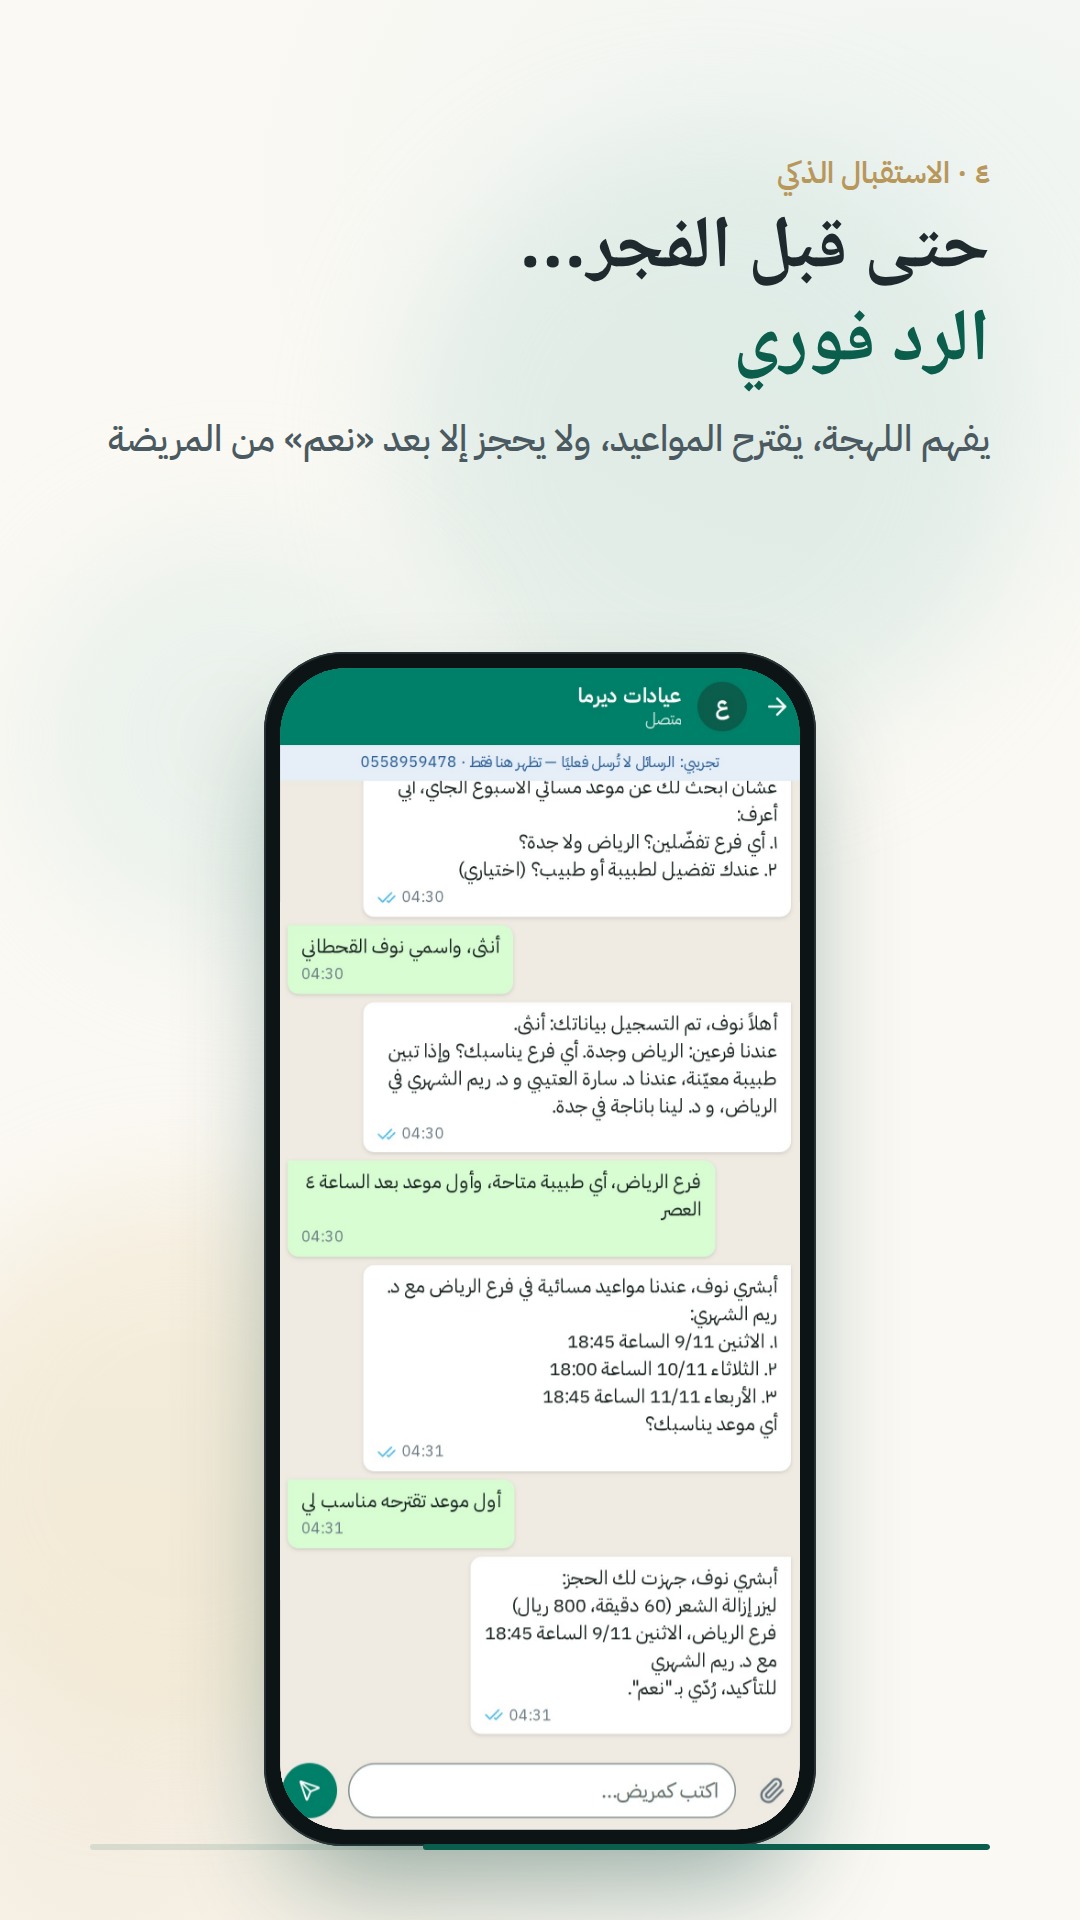 ٤ · الاستقبال الذكي
حتى قبل الفجر...
الرد فوري
يفهم اللهجة، يقترح المواعيد، ولا يحجز إلا بعد «نعم» من المريضة
عيادات ديرما
ع
متصل
تجريبي: الرسائل لا تُرسل فعليًا — تظهر هنا فقط · 0558959478
عشان أبحث لك عن موعد مسائي الأسبوع الجاي، أبي
أعرف:
١. أي فرع تفضّلين؟ الرياض ولا جدة؟
٢. عندك تفضيل لطبيبة أو طبيب؟ (اختياري)
04:30
أنثى، واسمي نوف القحطاني
04:30
أهلاً نوف، تم التسجيل بياناتك: أنثى.
عندنا فرعين: الرياض وجدة. أي فرع يناسبك؟ وإذا تبين
طبيبة معيّنة، عندنا د. سارة العتيبي و د. ريم الشهري في
الرياض، و د. لينا باناجة في جدة.
04:30
فرع الرياض، أي طبيبة متاحة، وأول موعد بعد الساعة ٤
العصر
04:30
أبشري نوف، عندنا مواعيد مسائية في فرع الرياض مع د.
ريم الشهري:
١. الاثنين 9/11 الساعة 18:45
٢. الثلاثاء 10/11 الساعة 18:00
٣. الأربعاء 11/11 الساعة 18:45
أي موعد يناسبك؟
04:31
أول موعد تقترحه مناسب لي
04:31
أبشري نوف، جهزت لك الحجز:
ليزر إزالة الشعر (60 دقيقة، 800 ريال)
فرع الرياض، الاثنين 9/11 الساعة 18:45
مع د. ريم الشهري
للتأكيد، رُدّي بـ "نعم".
04:31
اكتب كمريض...